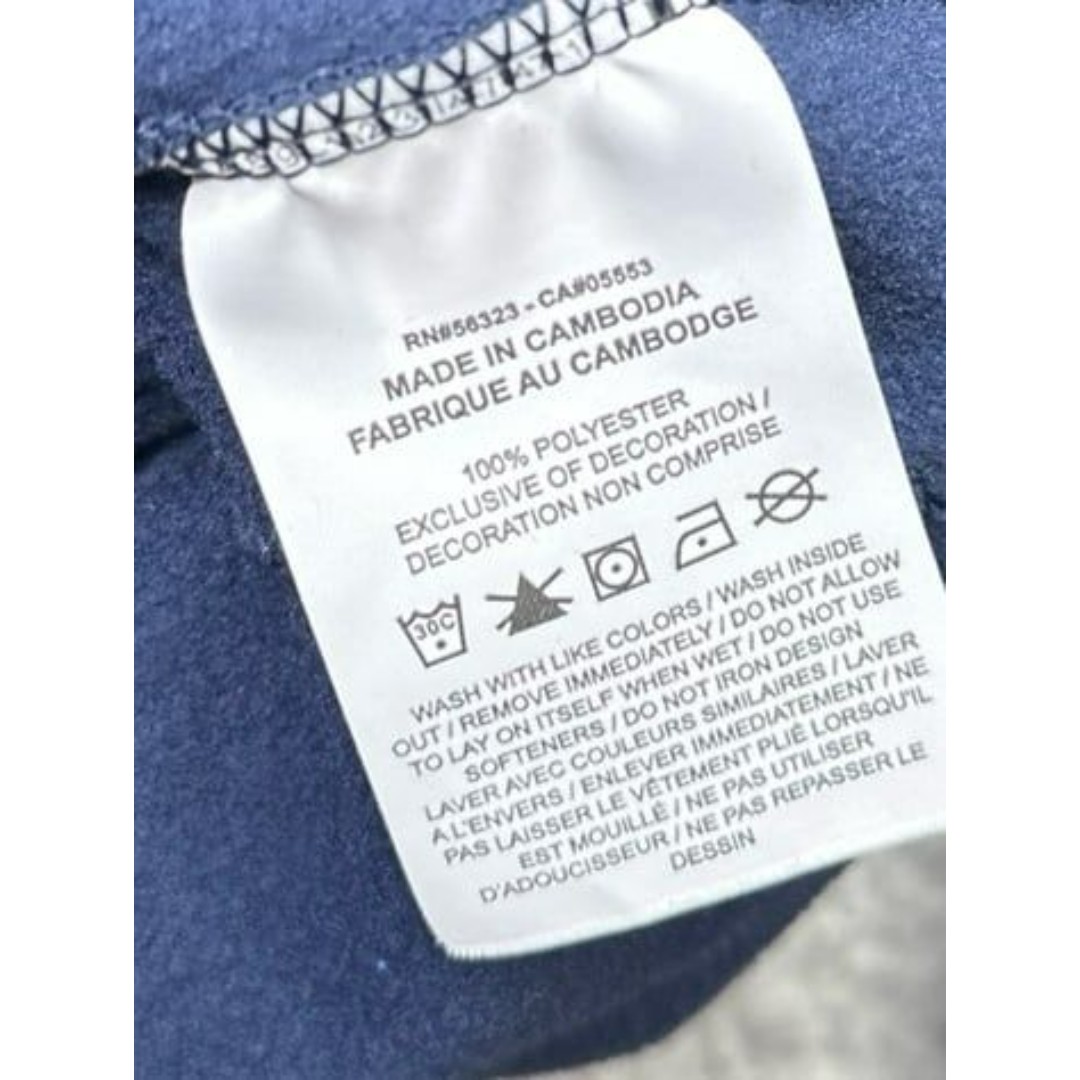 RN#56323 - CA#05553
MADE IN CAMBODIA
FABRIQUE AU CAMBODGE
100% POLYESTER
EXCLUSIVE OF DECORATION /
DECORATION NON COMPRISE
30C
WASH WITH LIKE COLORS / WASH INSIDE
OUT / REMOVE IMMEDIATELY / DO NOT ALLOW
TO LAY ON ITSELF WHEN WET / DO NOT USE
SOFTENERS / DO NOT IRON DESIGN
LAVER AVEC COULEURS SIMILAIRES / LAVER
A L'ENVERS / ENLEVER IMMEDIATEMENT / NE
PAS LAISSER LE VÊTEMENT PLIÉ LORSQU'IL
EST MOUILLÉ / NE PAS UTILISER
D'ADOUCISSEUR / NE PAS REPASSER LE
DESSIN